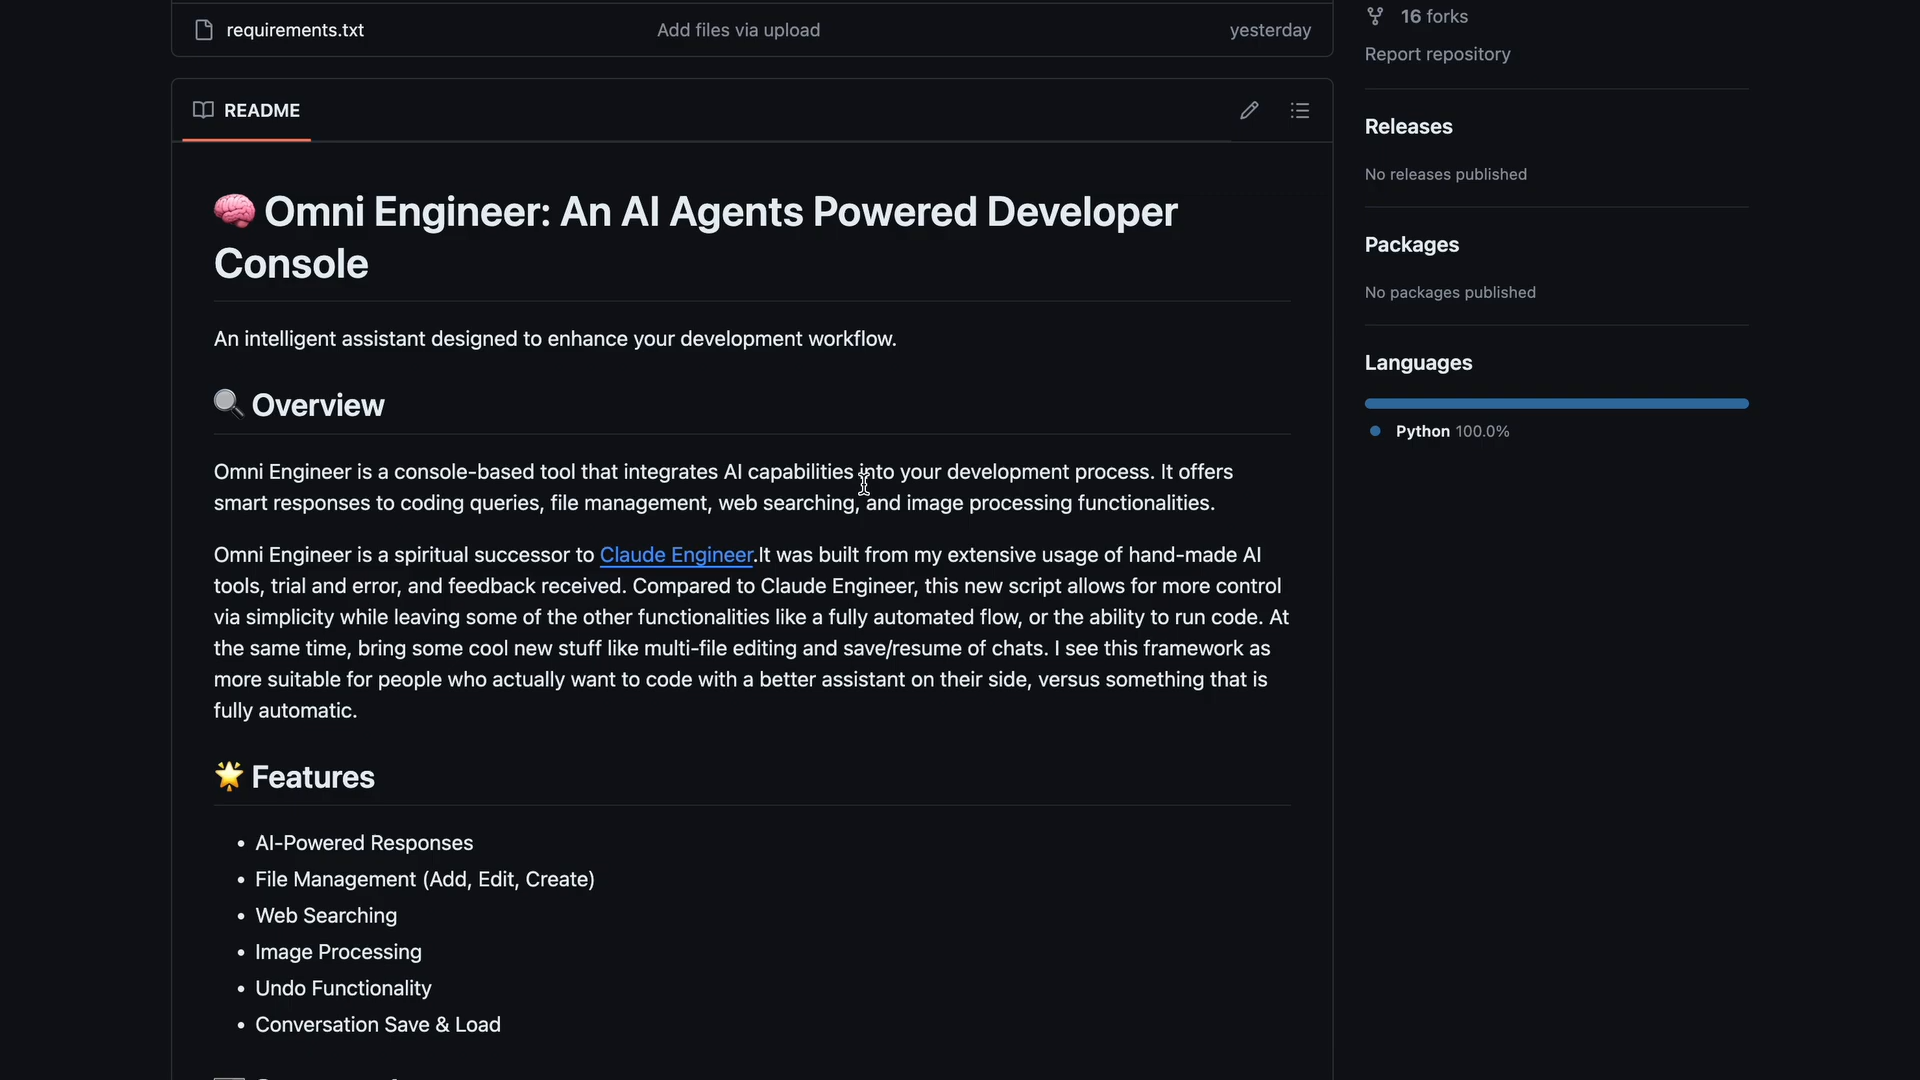 requirements.txt Add files via upload yesterday
16 forks
Report repository
README
Releases
No releases published
🧠 Omni Engineer: An AI Agents Powered Developer
Console
Packages
No packages published
An intelligent assistant designed to enhance your development workflow.
Languages
Python 100.0%
🔍 Overview
Omni Engineer is a console-based tool that integrates AI capabilities into your development process. It offers
smart responses to coding queries, file management, web searching, and image processing functionalities.
Omni Engineer is a spiritual successor to Claude Engineer.It was built from my extensive usage of hand-made AI
tools, trial and error, and feedback received. Compared to Claude Engineer, this new script allows for more control
via simplicity while leaving some of the other functionalities like a fully automated flow, or the ability to run code. At
the same time, bring some cool new stuff like multi-file editing and save/resume of chats. I see this framework as
more suitable for people who actually want to code with a better assistant on their side, versus something that is
fully automatic.
🌟 Features
• AI-Powered Responses
• File Management (Add, Edit, Create)
• Web Searching
• Image Processing
• Undo Functionality
• Conversation Save & Load